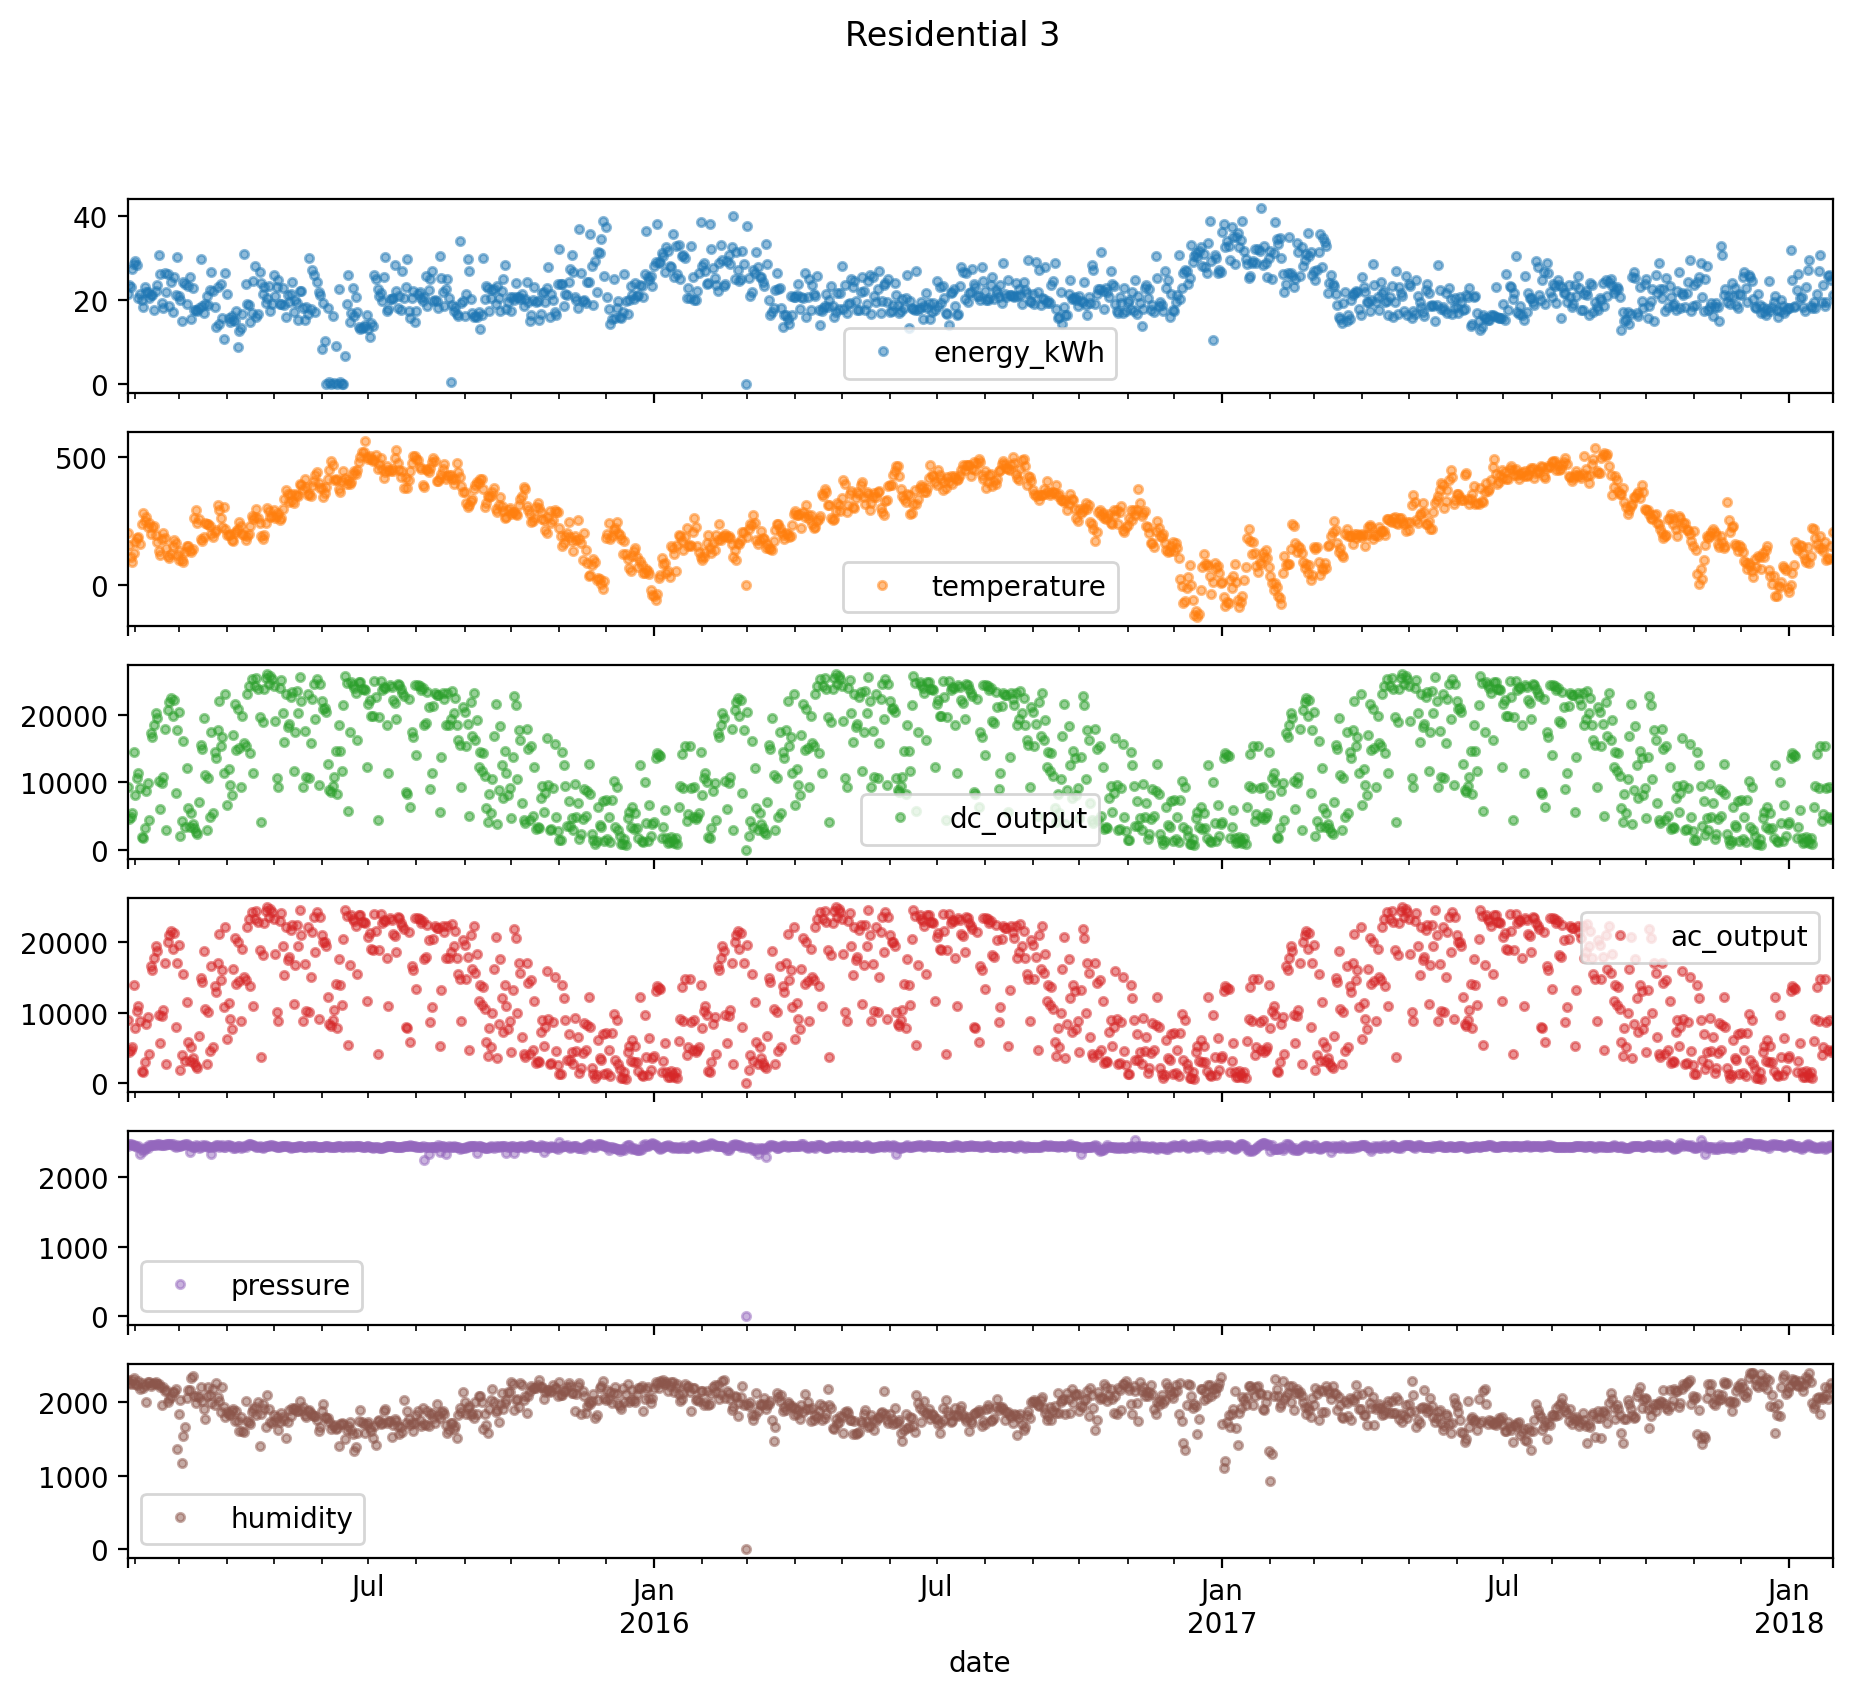 Residential 3
40
20
0
energy_kWh
500
0
temperature
20000
10000
0
dc_output
20000
10000
0
ac_output
2000
1000
0
pressure
2000
1000
0
humidity
Jul
Jan
2016
Jul
Jan
2017
Jul
Jan
2018
date